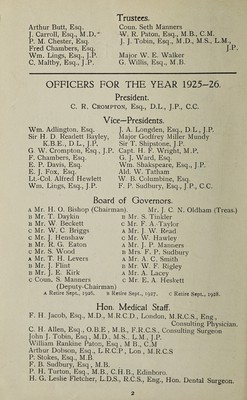 Trustees.
Arthur Butt, Esq. Coun. Seth Manners
J. Carroll, Esq., M.D." W. R. Paton, Esq., M.B., C.M.
P. M. Chester, Esq. J. J. Tobin, Esq., M.D., M.S., L.M.,
Fred Chambers, Esq. J.P.
Wm. Lings, Esq., J.P. Major W. E. Walker
C. Maltby, Esq., J.P. G. Willis, Esq., M.B.
OFFICERS FOR THE YEAR 1925-26.
President.
C. R. CROMPTON, Esq., D.L., J.P., C.C.
Vice-Presidents.
Wm. Adlington, Esq. J. A. Longden, Esq., D.L., J.P.
Sir H. D. Readett Bayley, Major Godfrey Miller Mundy
K.B.E., D.L., J.P. Sir T. Shipstone, J.P.
G. W. Crompton, Esq., J.P. Capt. H. F. Wright, M.P.
F. Chambers, Esq. G. J. Ward, Esq.
E. P. Davis, Esq. Wm. Shakespeare, Esq., J.P.
E. J. Fox, Esq. Ald. W. Tatham
Lt.-Col. Alfred Hewlett W. B. Columbine, Esq.
Wm. Lings, Esq., J.P. F. P. Sudbury, Esq., J.P., C.C.
Board of Governors.
A Mr. H. O. Bishop (Chairman). Mr. J. C N. Oldham (Treas.)
B Mr. T. Daykin B Mr. S. Tinkler
B Mr. W. Beckett C Mr. F. A. Taylor
C Mr. W. C. Briggs A Mr. J. W. Read
C Mr. J. Henshaw C Mr. W. Hawley
B Mr. R. G. Eaton A Mr. J. P. Manners
C Mr. S. Wood B Mrs. F. P. Sudbury
A Mr. T. H. Levers A Mr. A. C. Smith
B Mr. J. Flint B Mr. W. F. Rigley
B Mr. J. E. Kirk A Mr. A. Lacey
C Coun. S. Manners C Mr. E. A. Heskett
(Deputy-Chairman)
A Retire Sept., 1926. B Retire Sept., 1927. C Retire Sept., 1928.
Hon. Medical Staff.
F. H. Jacob, Esq., M.D., M.R.C.D., London, M.R.C.S., Eng.,
Consulting Physician.
C. H. Allen, Esq., O.B.E., M.B., F.R.C.S., Consulting Surgeon
John J. Tobin, Esq., M.D., M.S., L.M., J.P.
William Rankine Paton, Esq., M.B., C.M
Arthur Dobson, Esq., L.R.C.P., Lon., M.R.C.S
P. Stokes, Esq., M.B.
F. B. Sudbury, Esq., M.B.
P. H. Turton, Esq., M.B., C.H.B., Edinboro.
H. G. Leslie Fletcher, L.D.S., R.C.S., Eng., Hon. Dental Surgeon.
2